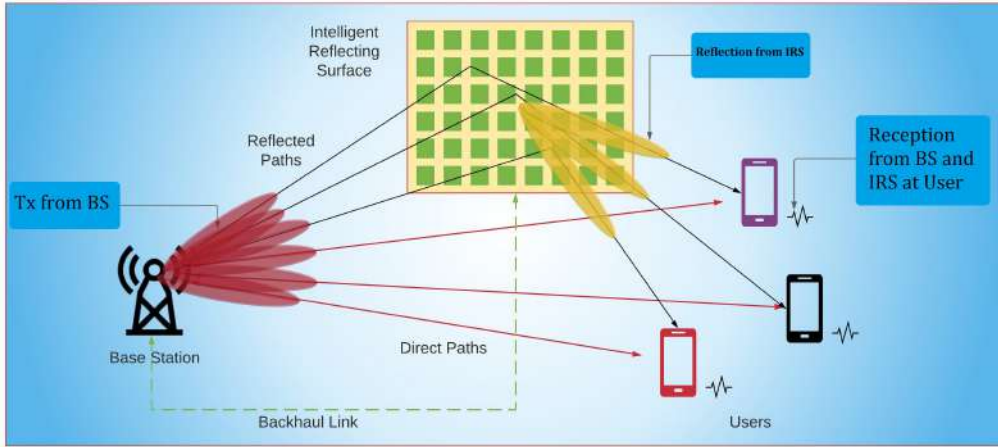 Intelligent
Reflecting
Surface
Reflection from IRS
Reflected
Paths
Reception
from BS and
IRS at User
Tx from BS
Base Station
Direct Paths
Backhaul Link
Users